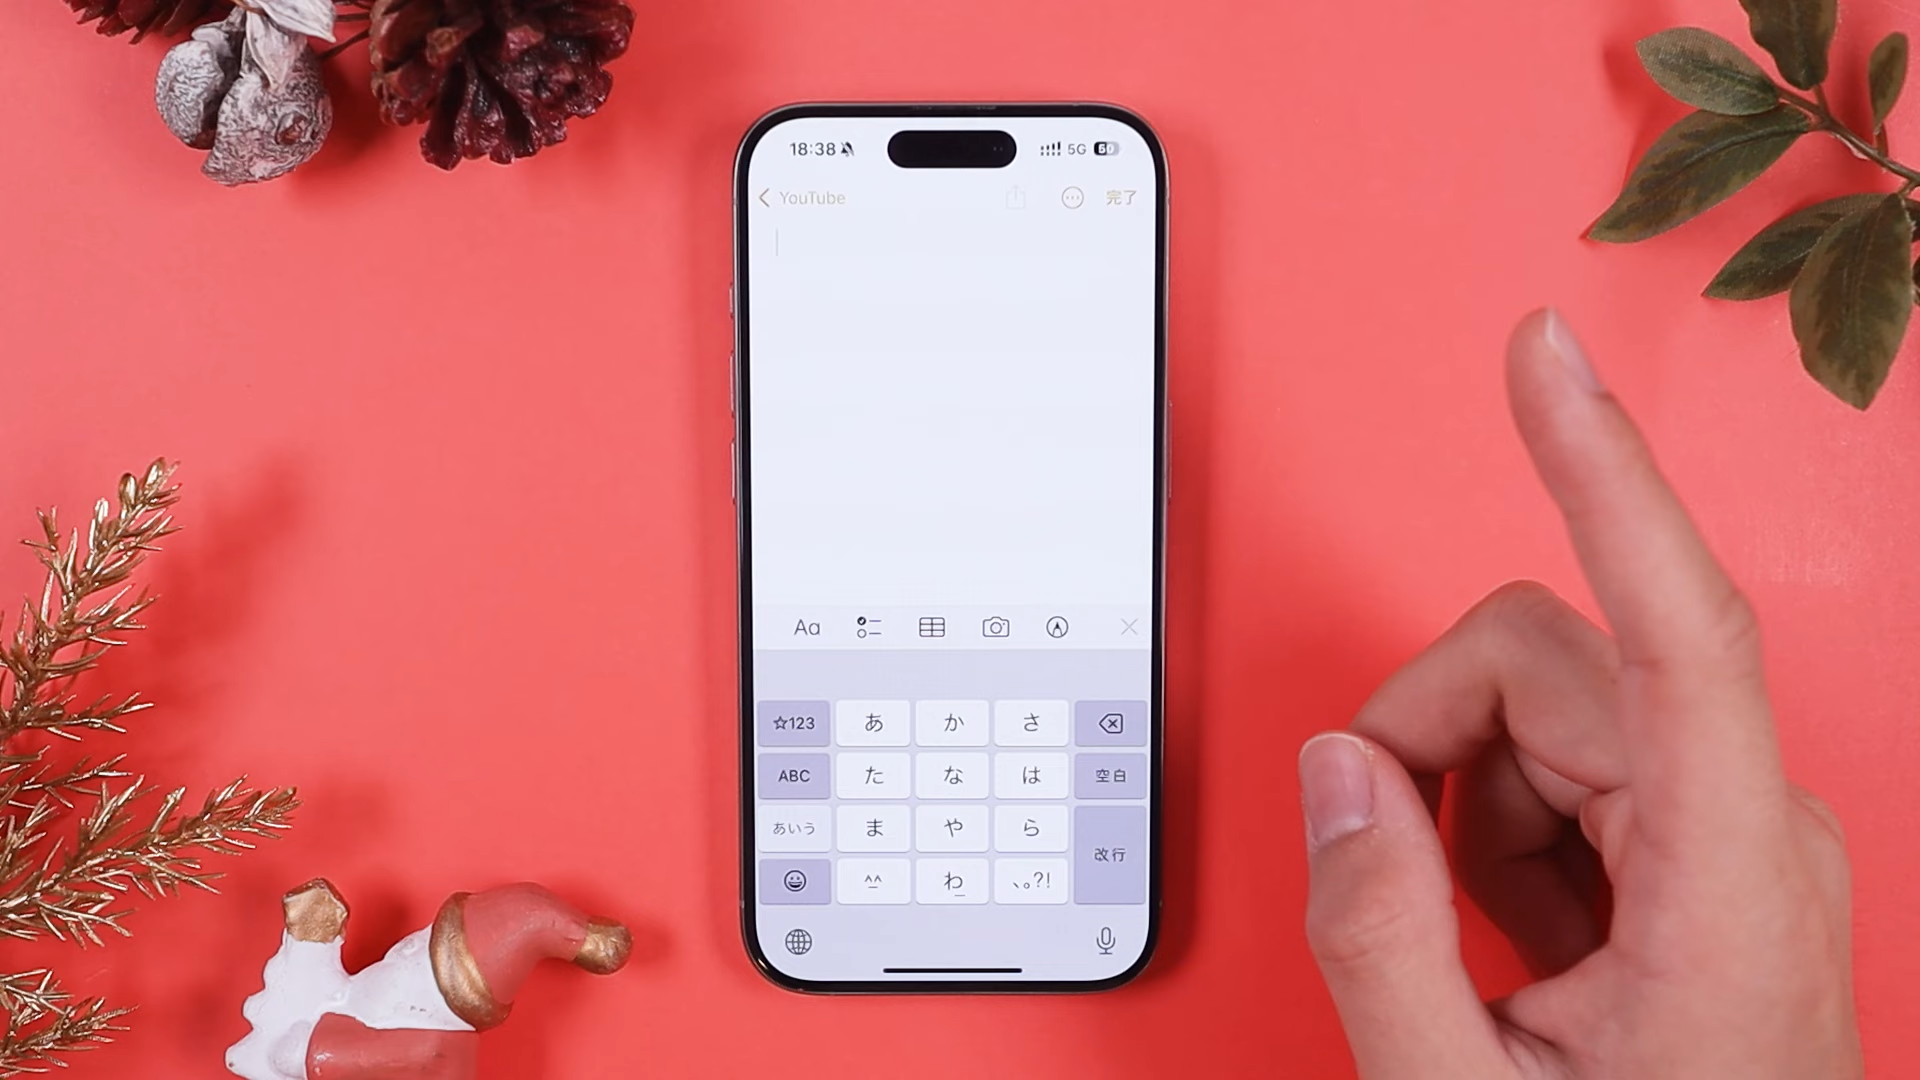 18:38 5G
YouTube 完了
Aa
☆123 あ か さ
ABC た な は 空白
あいう ま や ら 改行
^^ わ 、。?!